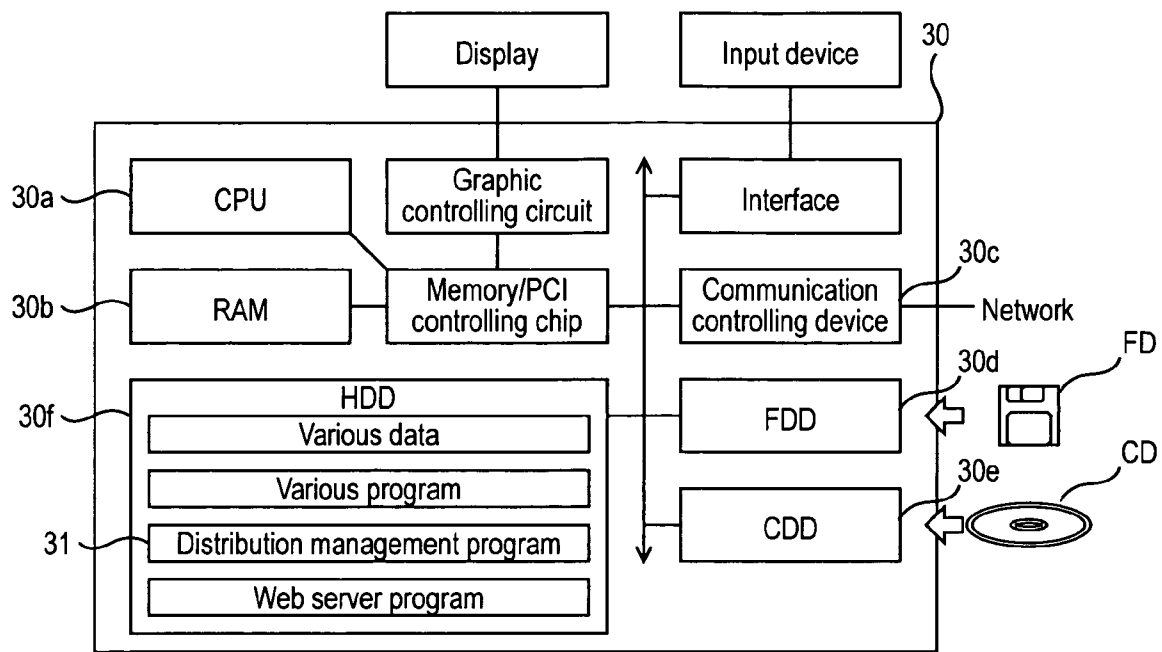 Display
Input device
30
30a
CPU
Graphic
controlling circuit
Interface
30b
RAM
Memory/PCI
controlling chip
Communication
controlling device
30c
Network
30f
HDD
Various data
Various program
31
Distribution management program
Web server program
30d
FDD
FD
30e
CDD
CD